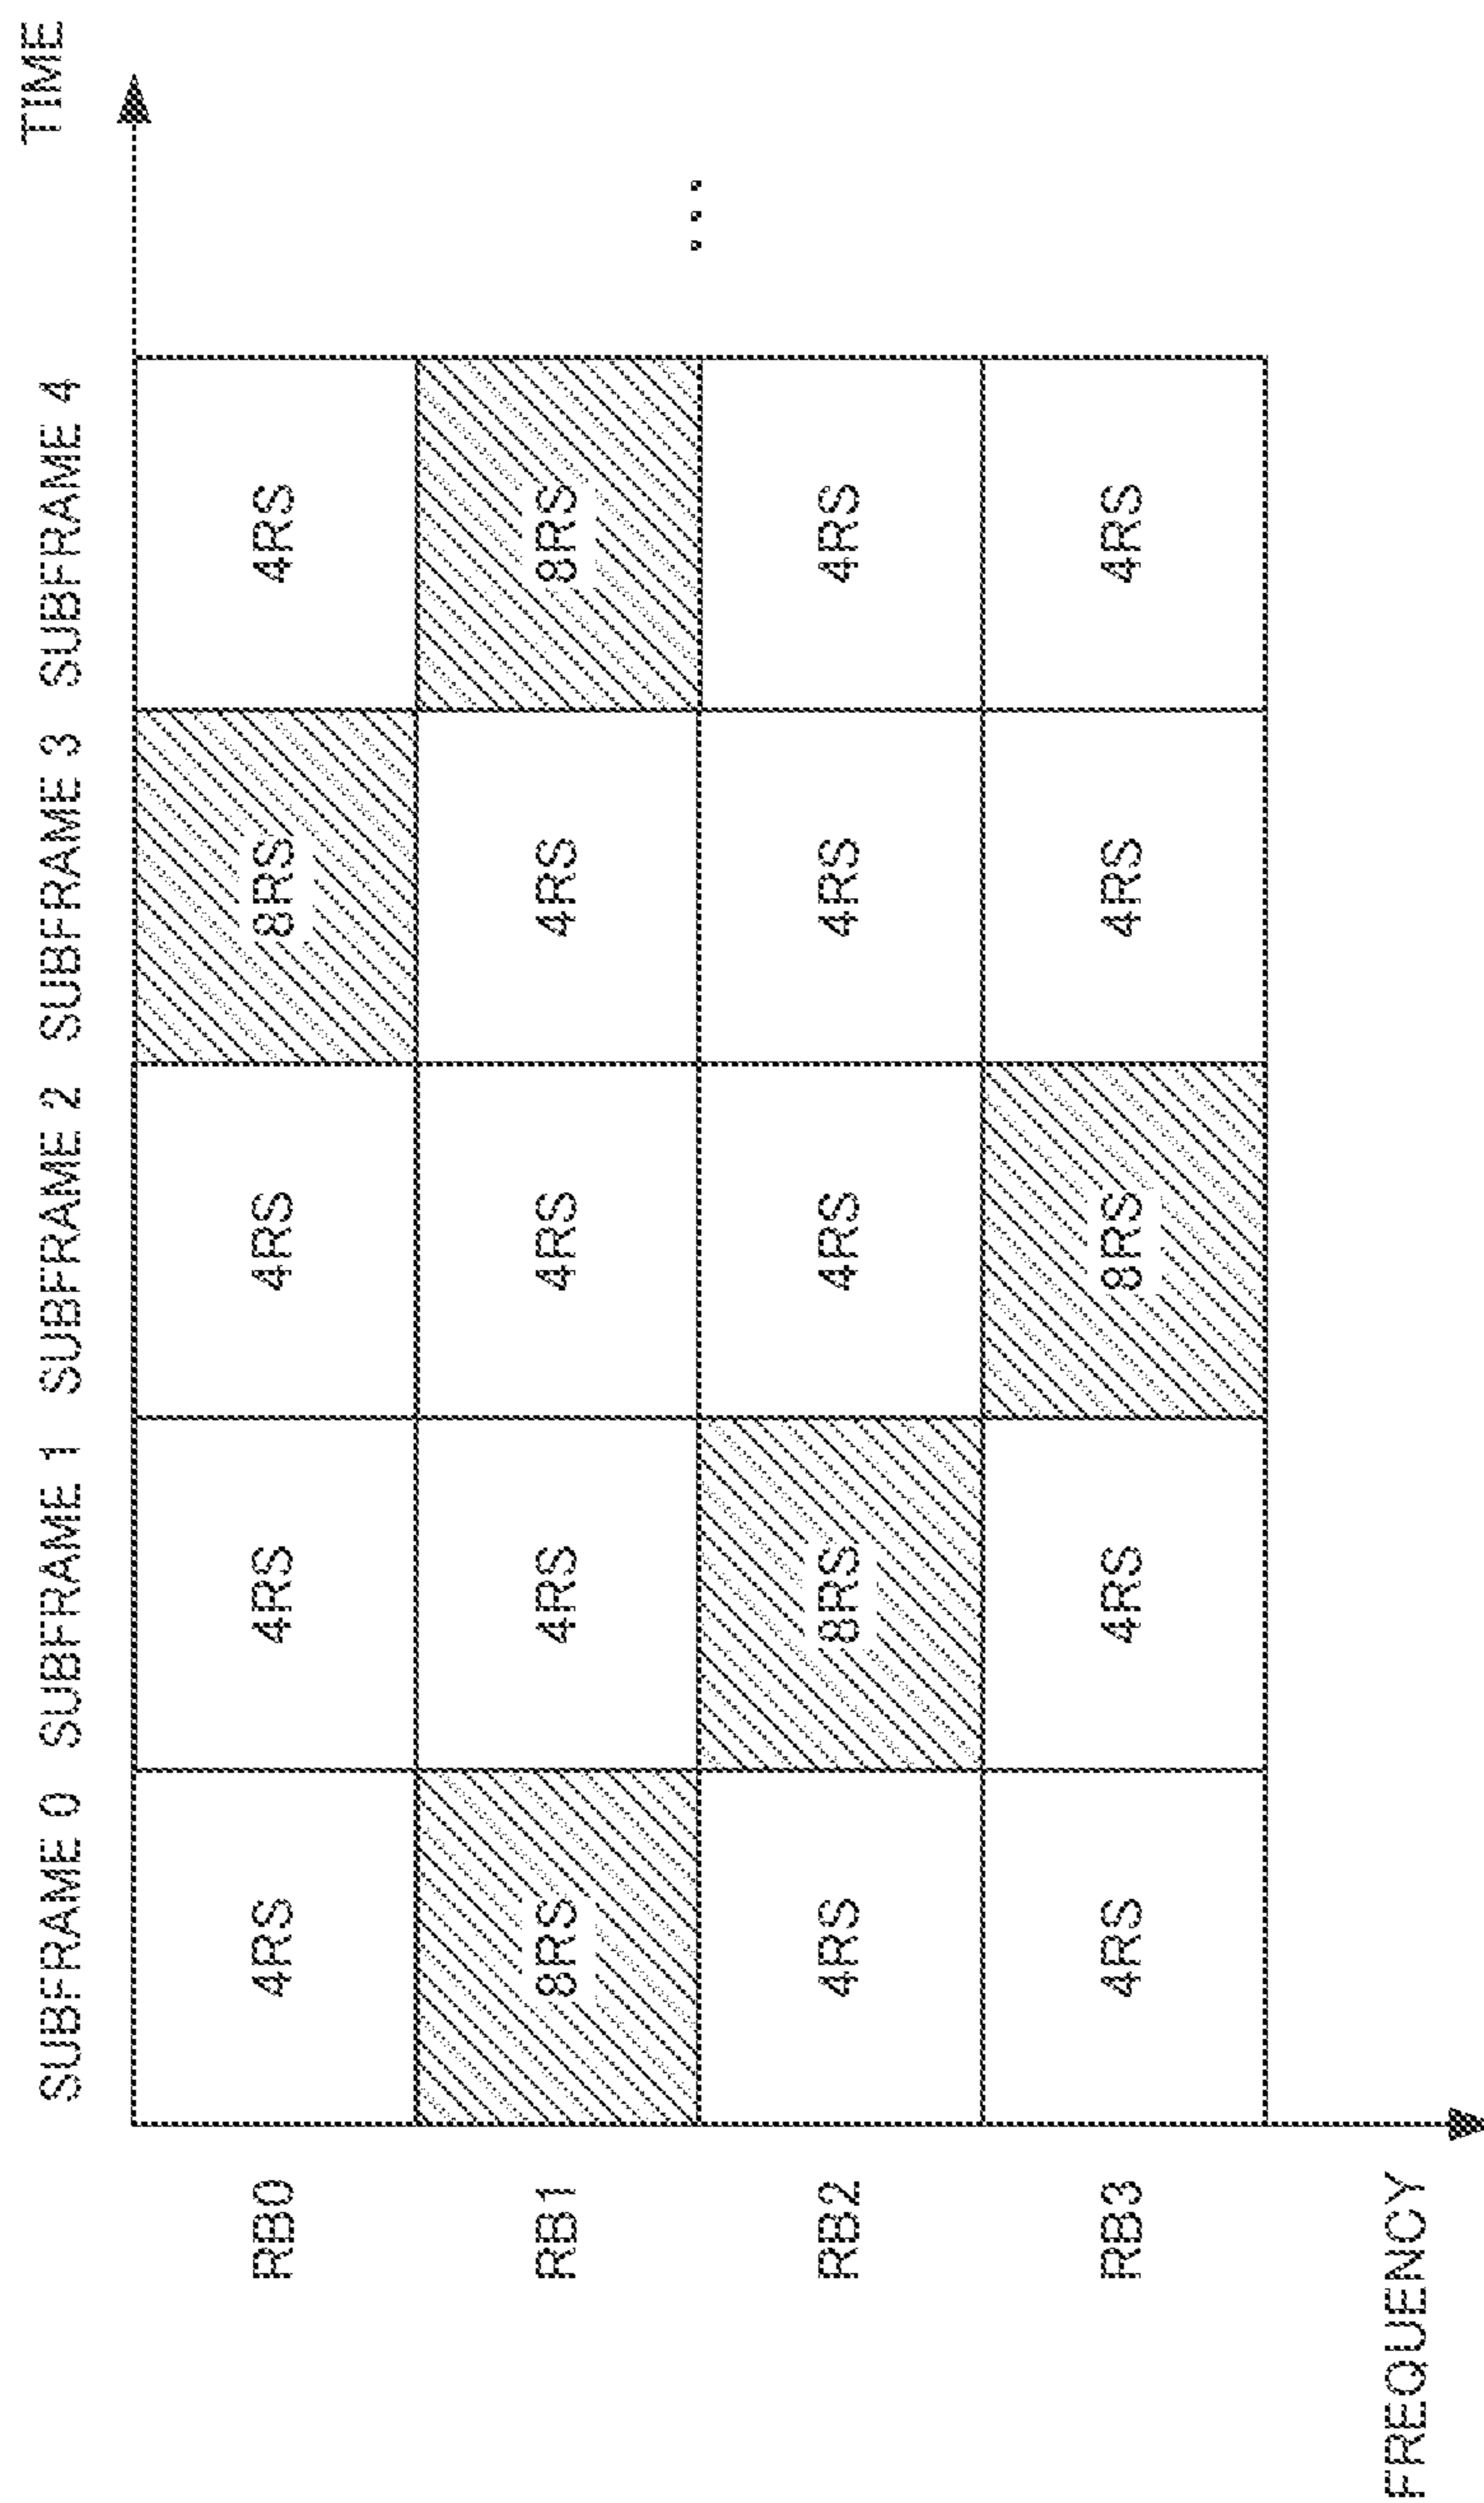 TIME
SUBFRAME 0 SUBFRAME 1 SUBFRAME 2 SUBFRAME 3 SUBFRAME 4
RB0 4RS 4RS 4RS 8RS 4RS
RB1 8RS 4RS 4RS 4RS 8RS
...
RB2 4RS 8RS 4RS 4RS 4RS
RB3 4RS 4RS 8RS 4RS 4RS
FREQUENCY